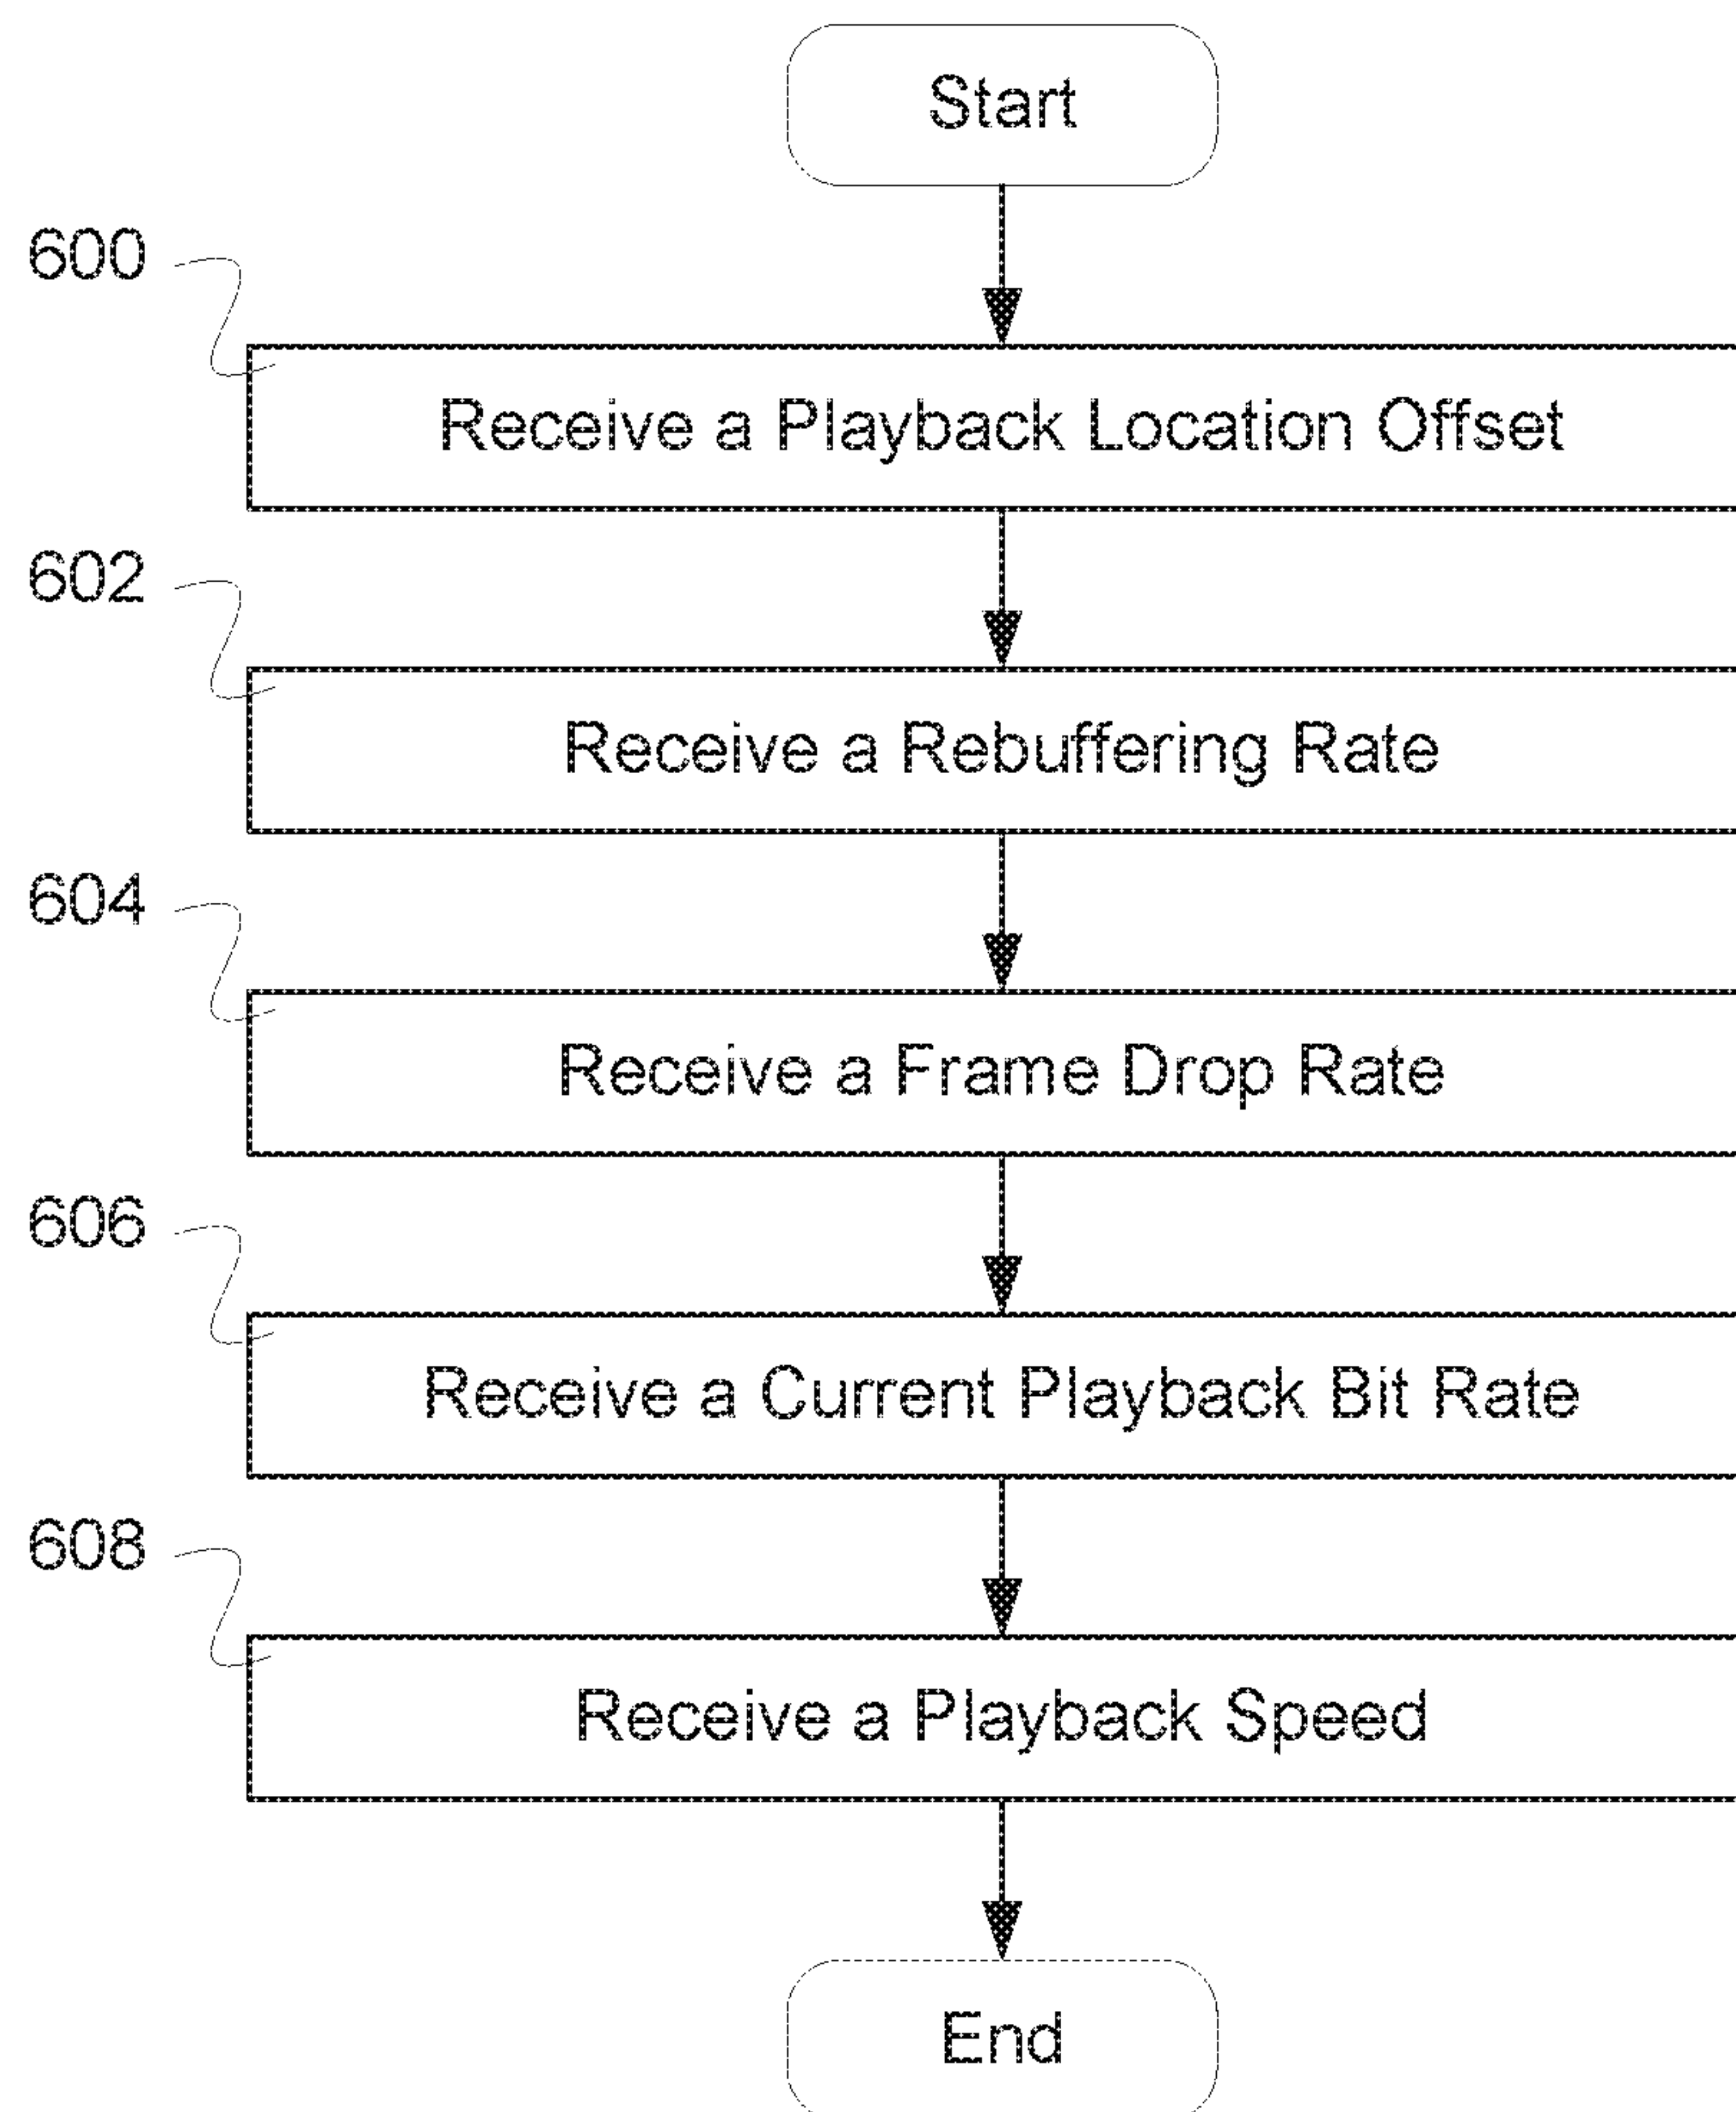 Start
600
Receive a Playback Location Offset
602
Receive a Rebuffering Rate
604
Receive a Frame Drop Rate
606
Receive a Current Playback Bit Rate
608
Receive a Playback Speed
End